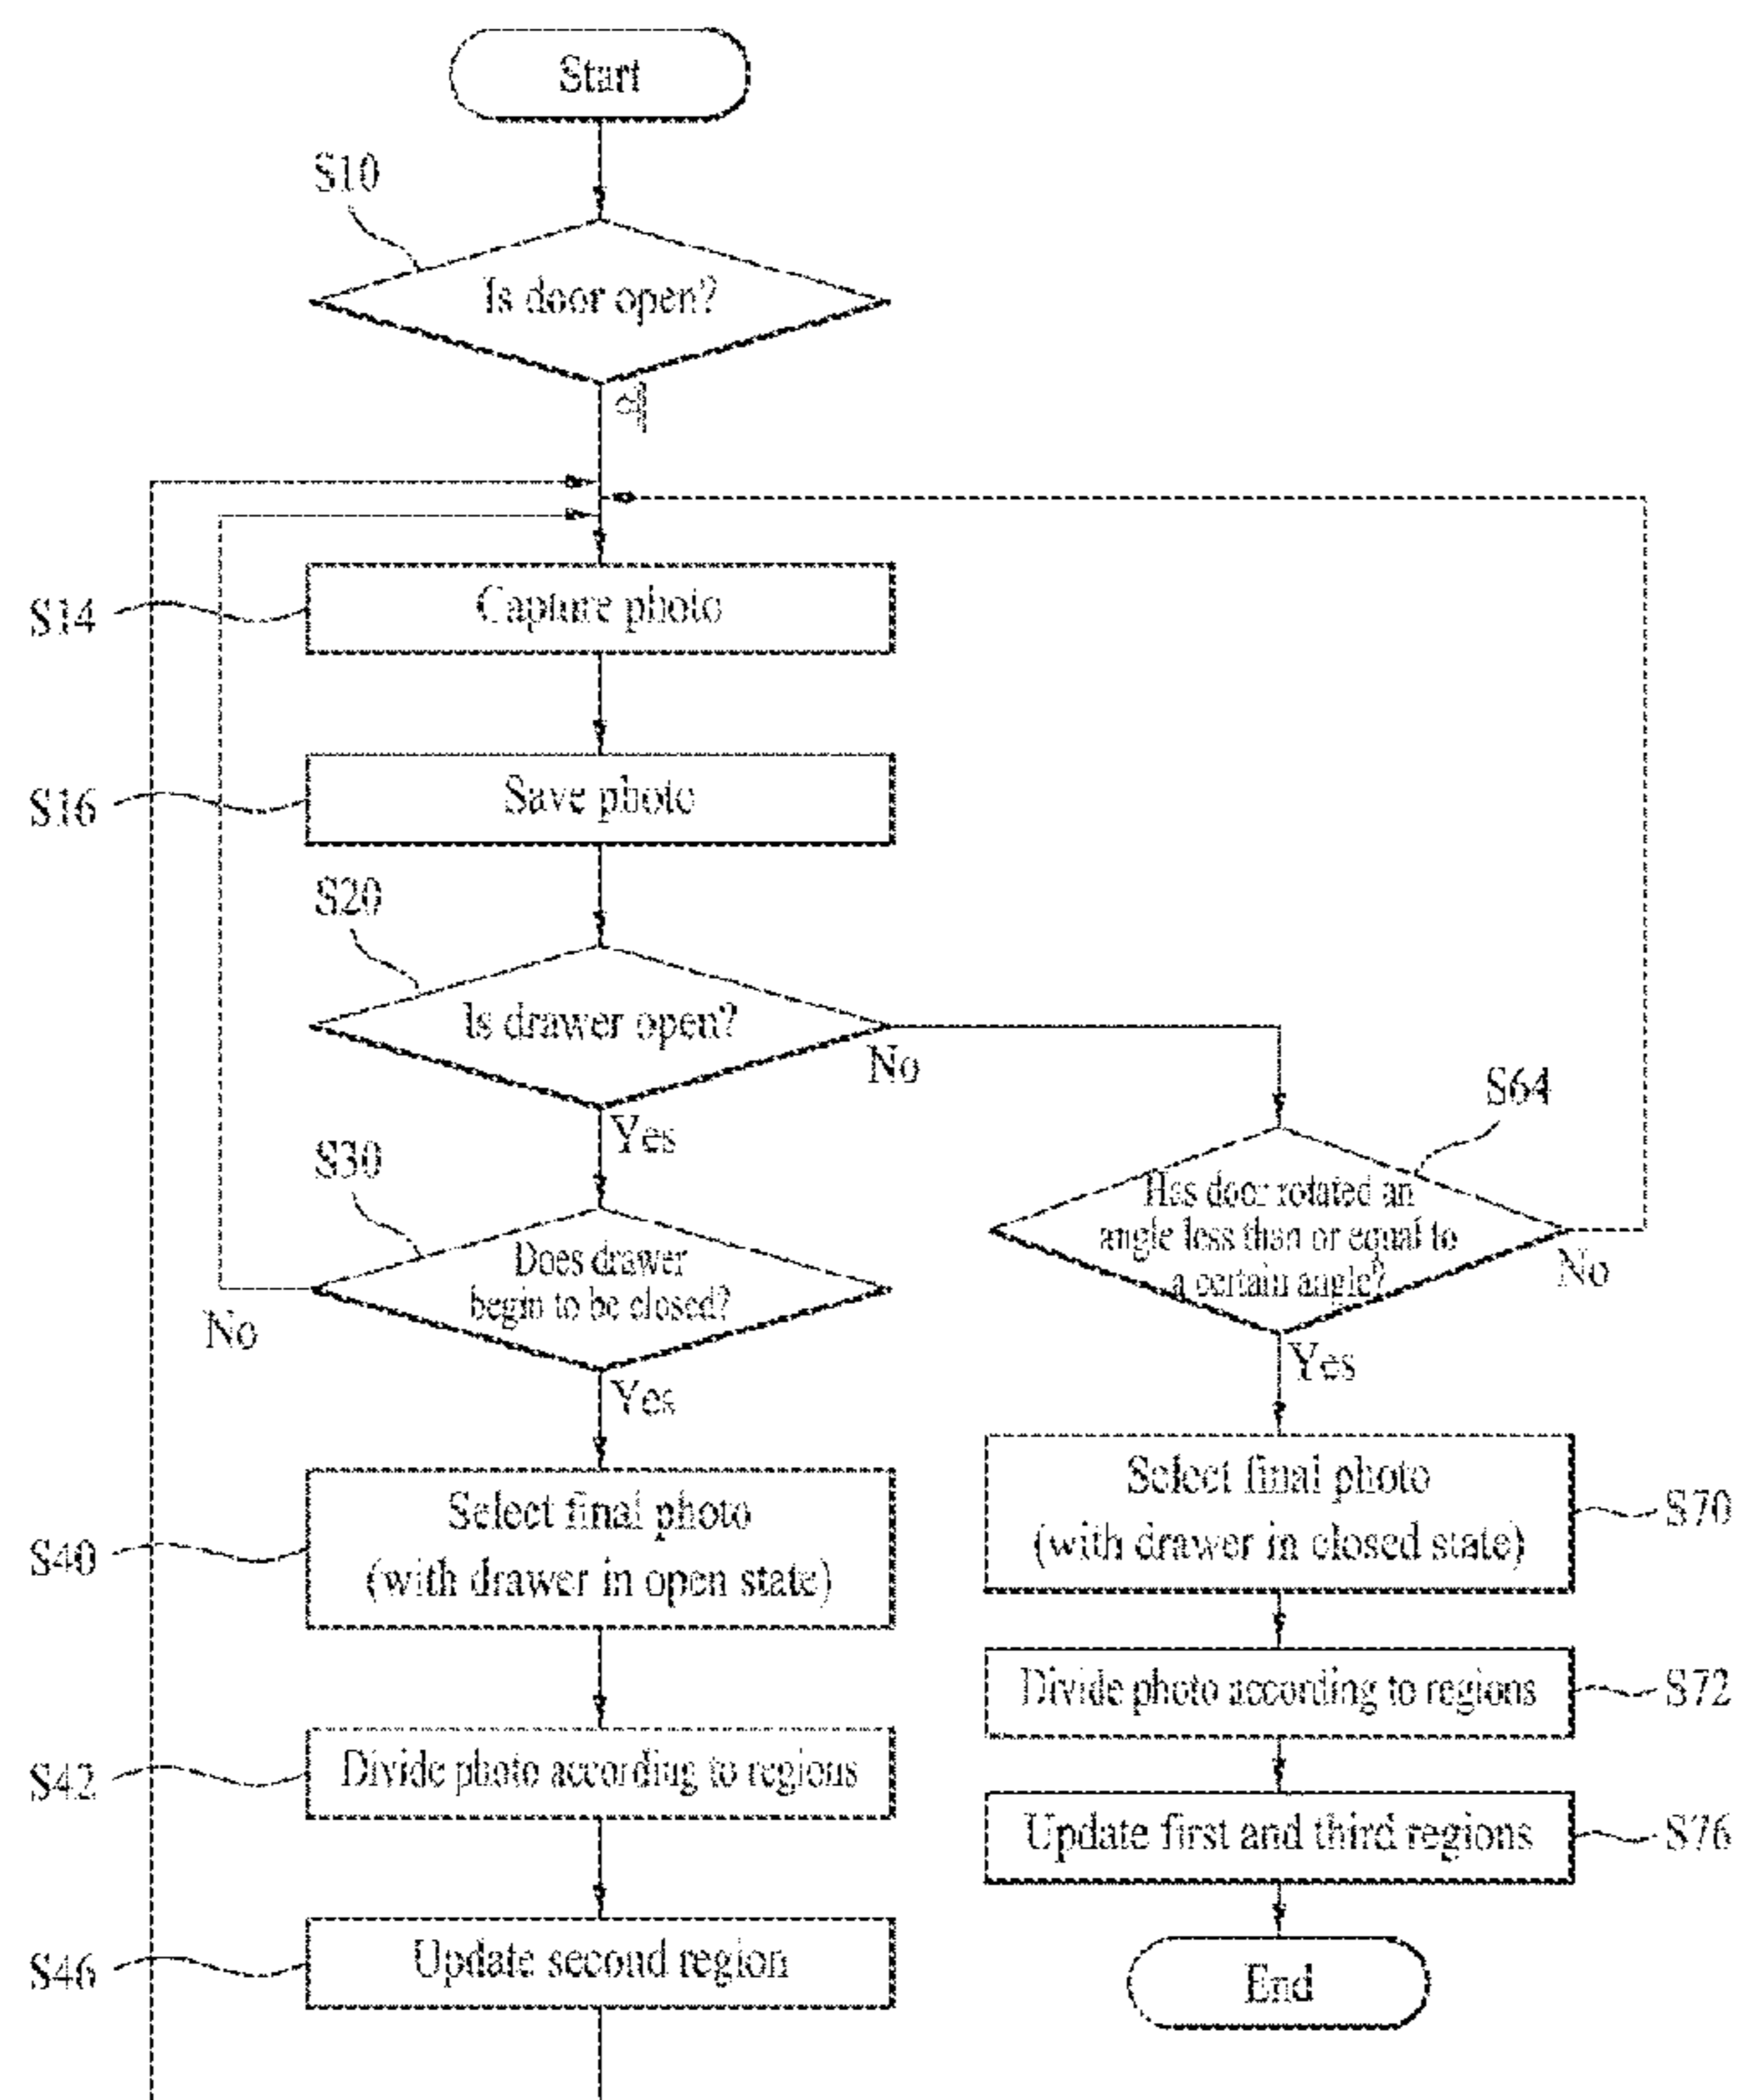 Start
S10
Is door open?
S14
Capture photo
S16
Save photo
S20
Is drawer open?
No
Yes
S64
Has door rotated an
angle less than or equal to
a certain angle?
No
Yes
S30
Does drawer
begin to be closed?
No
Yes
S40
Select final photo
(with drawer in open state)
S42
Divide photo according to regions
S46
Update second region
Select final photo
(with drawer in closed state)
S70
Divide photo according to regions
S72
Update first and third regions
S76
End